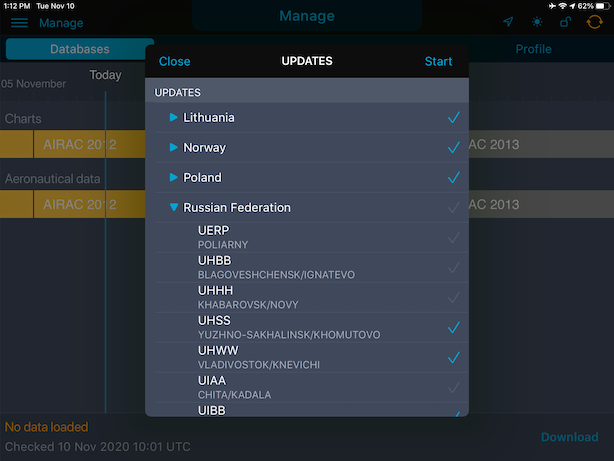 1:12 PM Tue Nov 10
62%
Manage
Manage
Databases
Profile
05 November
Today
Close
UPDATES
Start
UPDATES
Lithuania
Charts
AIRAC 2012
AC 2013
Norway
Poland
Aeronautical data
AIRAC 2012
AC 2013
Russian Federation
UERP
POLIARNY
UHBB
BLAGOVESHCHENSK/IGNATEVO
UHHH
KHABAROVSK/NOVY
UHSS
YUZHNO-SAKHALINSK/KHOMUTOVO
UHWW
VLADIVOSTOK/KNEVICHI
UIAA
CHITA/KADALA
UIBB
No data loaded
Checked 10 Nov 2020 10:01 UTC
Download